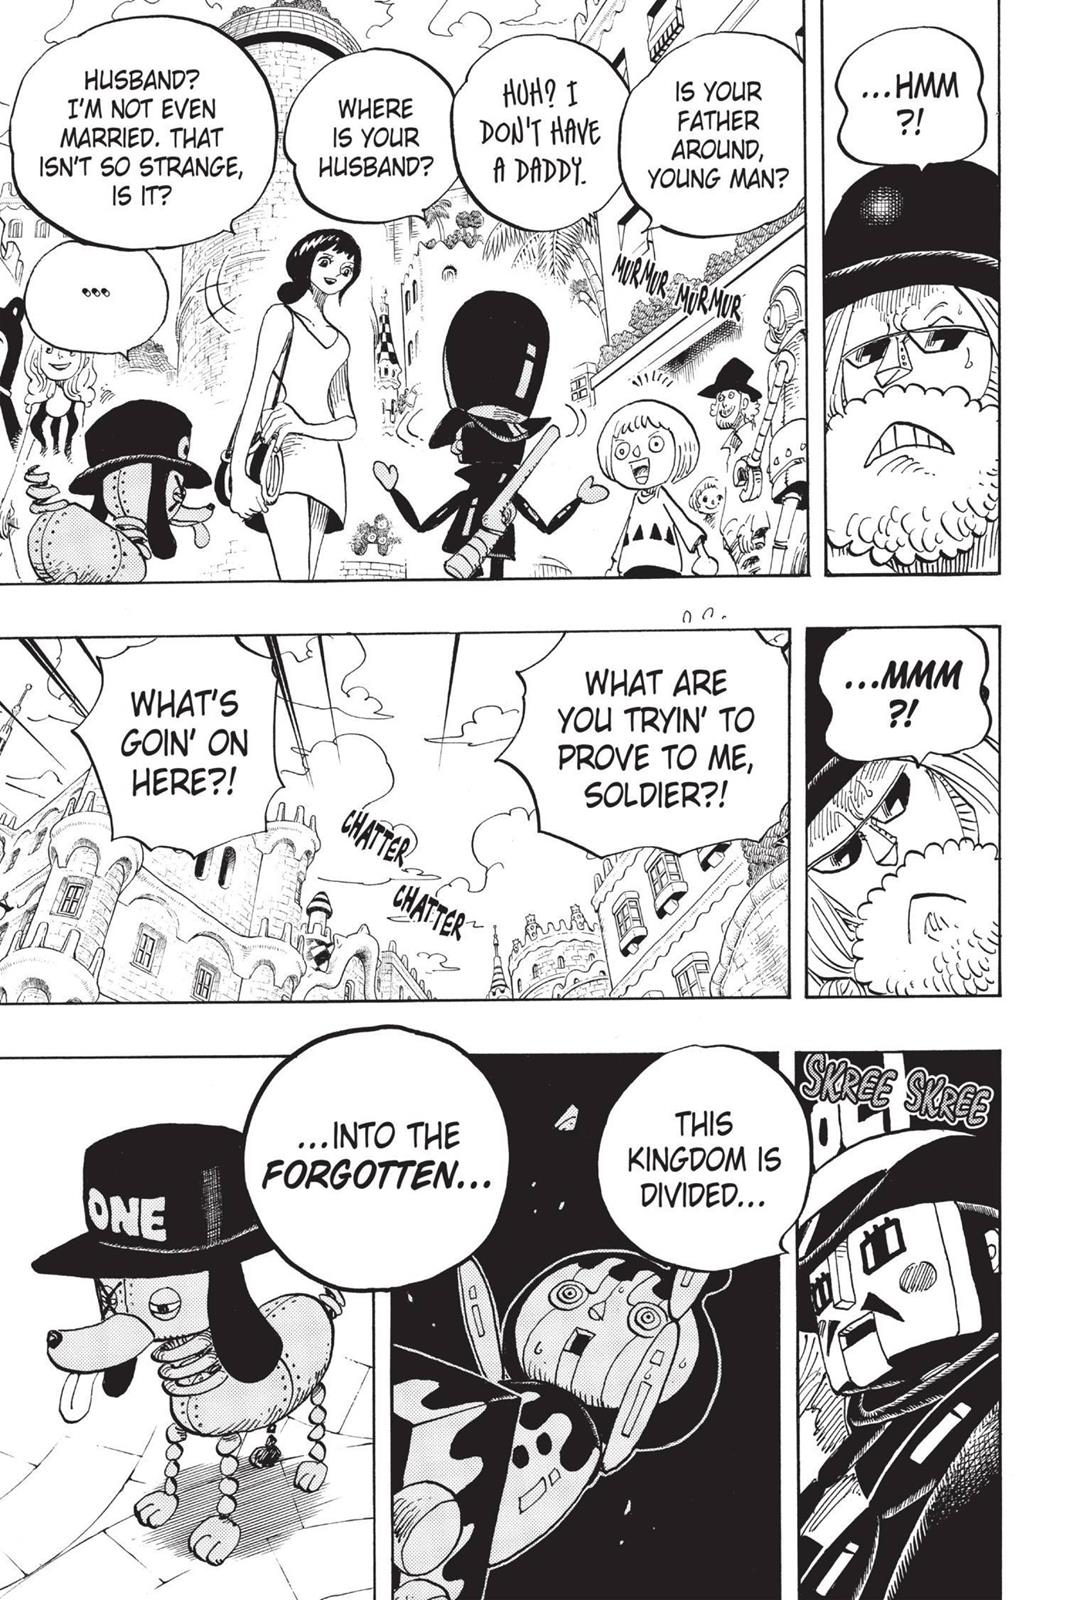 ...HMM
?!
IS YOUR
FATHER
AROUND,
YOUNG MAN?
HUH? I
DON'T HAVE
A DADDY.
WHERE
IS YOUR
HUSBAND?
HUSBAND?
I'M NOT EVEN
MARRIED. THAT
ISN'T SO STRANGE,
IS IT?
...
MURMUR MURMUR
...MMM
?!
WHAT ARE
YOU TRYIN' TO
PROVE TO ME,
SOLDIER?!
WHAT'S
GOIN' ON
HERE?!
CHATTER
CHATTER
SKREE SKREE
THIS
KINGDOM IS
DIVIDED...
...INTO THE
FORGOTTEN...
ONE